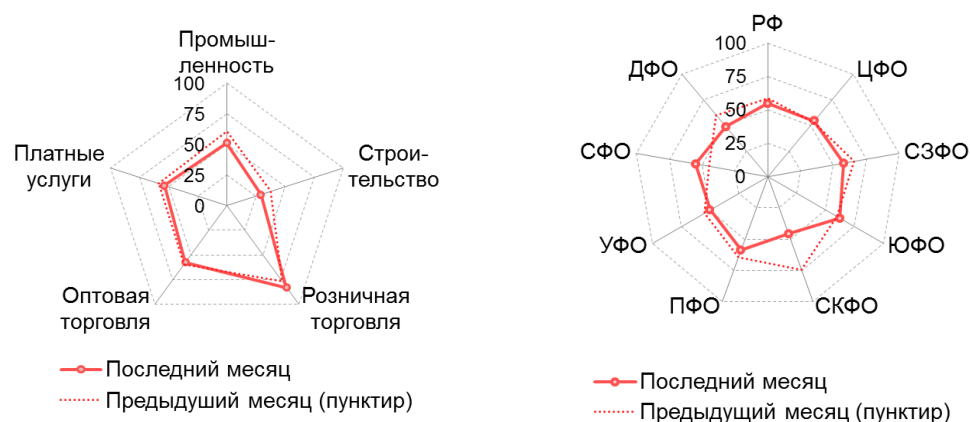 Промыш-
ленность
100
75
50
25
0
Строи-
тельство
Розничная
торговля
Оптовая
торговля
Платные
услуги
Последний месяц
Предыдуший месяц (пунктир)
РФ
100
75
50
25
0
ЦФО
СЗФО
ЮФО
СКФО
ПФО
УФО
СФО
ДФО
Последний месяц
Предыдущий месяц (пунктир)